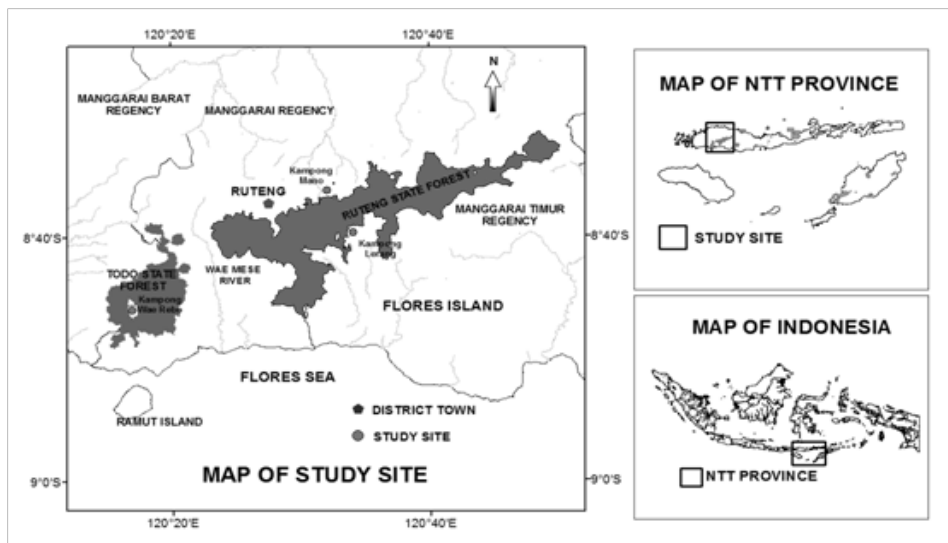 120°20'E
120°40'E
N
MANGGARAI BARAT
REGENCY
MANGGARAI REGENCY
Kampong
RUTENG
RUTENG STATE FOREST
MANGGARAI TIMUR
REGENCY
8°40'S
8°40'S
Kampong
WAE MESE
RIVER
TODO STATE
FOREST
Kampong
Wae Rebo
FLORES ISLAND
FLORES SEA
RAMUT ISLAND
DISTRICT TOWN
STUDY SITE
MAP OF STUDY SITE
9°0'S
9°0'S
120°20'E
120°40'E
MAP OF NTT PROVINCE
STUDY SITE
MAP OF INDONESIA
NTT PROVINCE